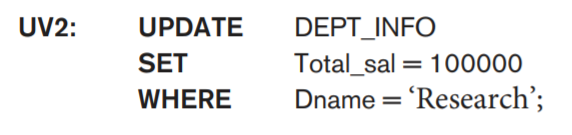 UV2: UPDATE DEPT_INFO
SET Total_sal = 100000
WHERE Dname = ‘Research’;